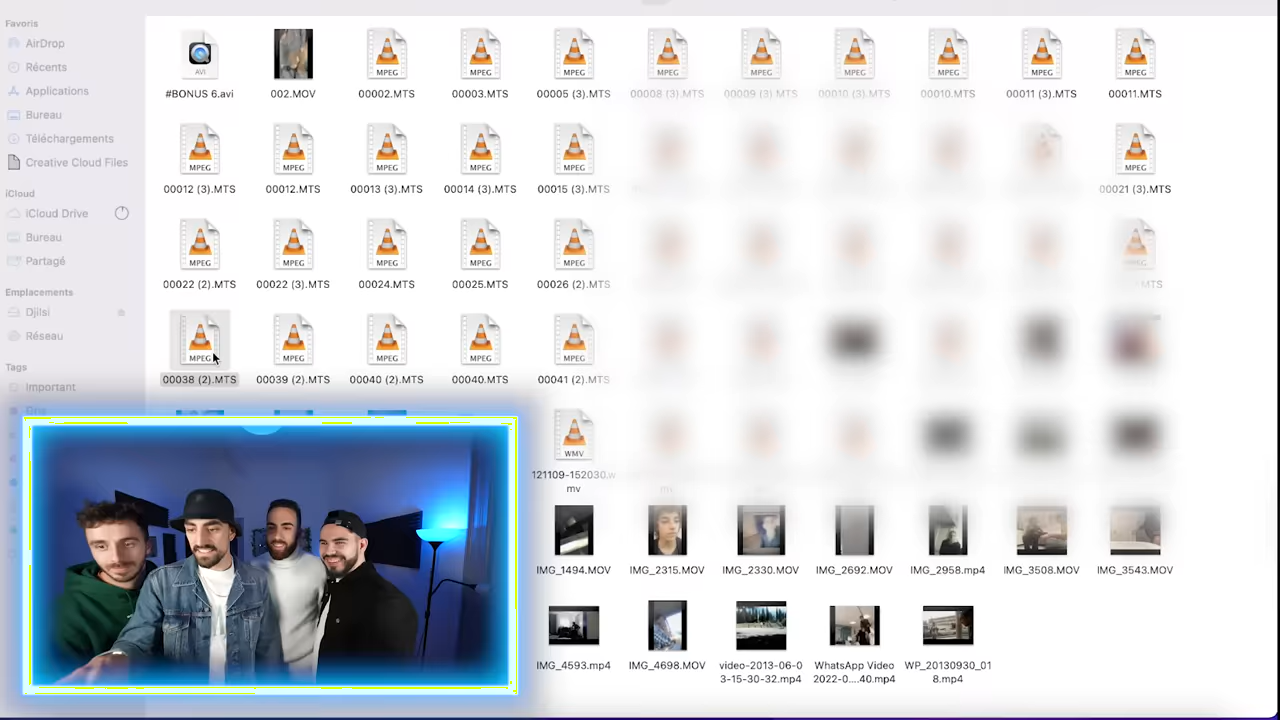 Favoris
AirDrop
Récents
Applications
Bureau
Téléchargements
Creative Cloud Files
iCloud
iCloud Drive
Bureau
Partagé
Emplacements
Djilsi
Réseau
Tags
Important
Gris
AVI
MPEG
MPEG
MPEG
MPEG
MPEG
MPEG
MPEG
MPEG
MPEG
#BONUS 6.avi
002.MOV
00002.MTS
00003.MTS
00005 (3).MTS
00008 (3).MTS
00009 (3).MTS
00010 (3).MTS
00010.MTS
00011 (3).MTS
00011.MTS
MPEG
MPEG
MPEG
MPEG
MPEG
MPEG
00012 (3).MTS
00012.MTS
00013 (3).MTS
00014 (3).MTS
00015 (3).MTS
00021 (3).MTS
MPEG
MPEG
MPEG
MPEG
MPEG
MPEG
00022 (2).MTS
00022 (3).MTS
00024.MTS
00025.MTS
00026 (2).MTS
.MTS
MPEG
MPEG
MPEG
MPEG
MPEG
00038 (2).MTS
00039 (2).MTS
00040 (2).MTS
00040.MTS
00041 (2).MTS
WMV
121109-152030.w
mv
mv
IMG_1494.MOV
IMG_2315.MOV
IMG_2330.MOV
IMG_2692.MOV
IMG_2958.mp4
IMG_3508.MOV
IMG_3543.MOV
IMG_4593.mp4
IMG_4698.MOV
video-2013-06-0
3-15-30-32.mp4
WhatsApp Video
2022-0....40.mp4
WP_20130930_01
8.mp4